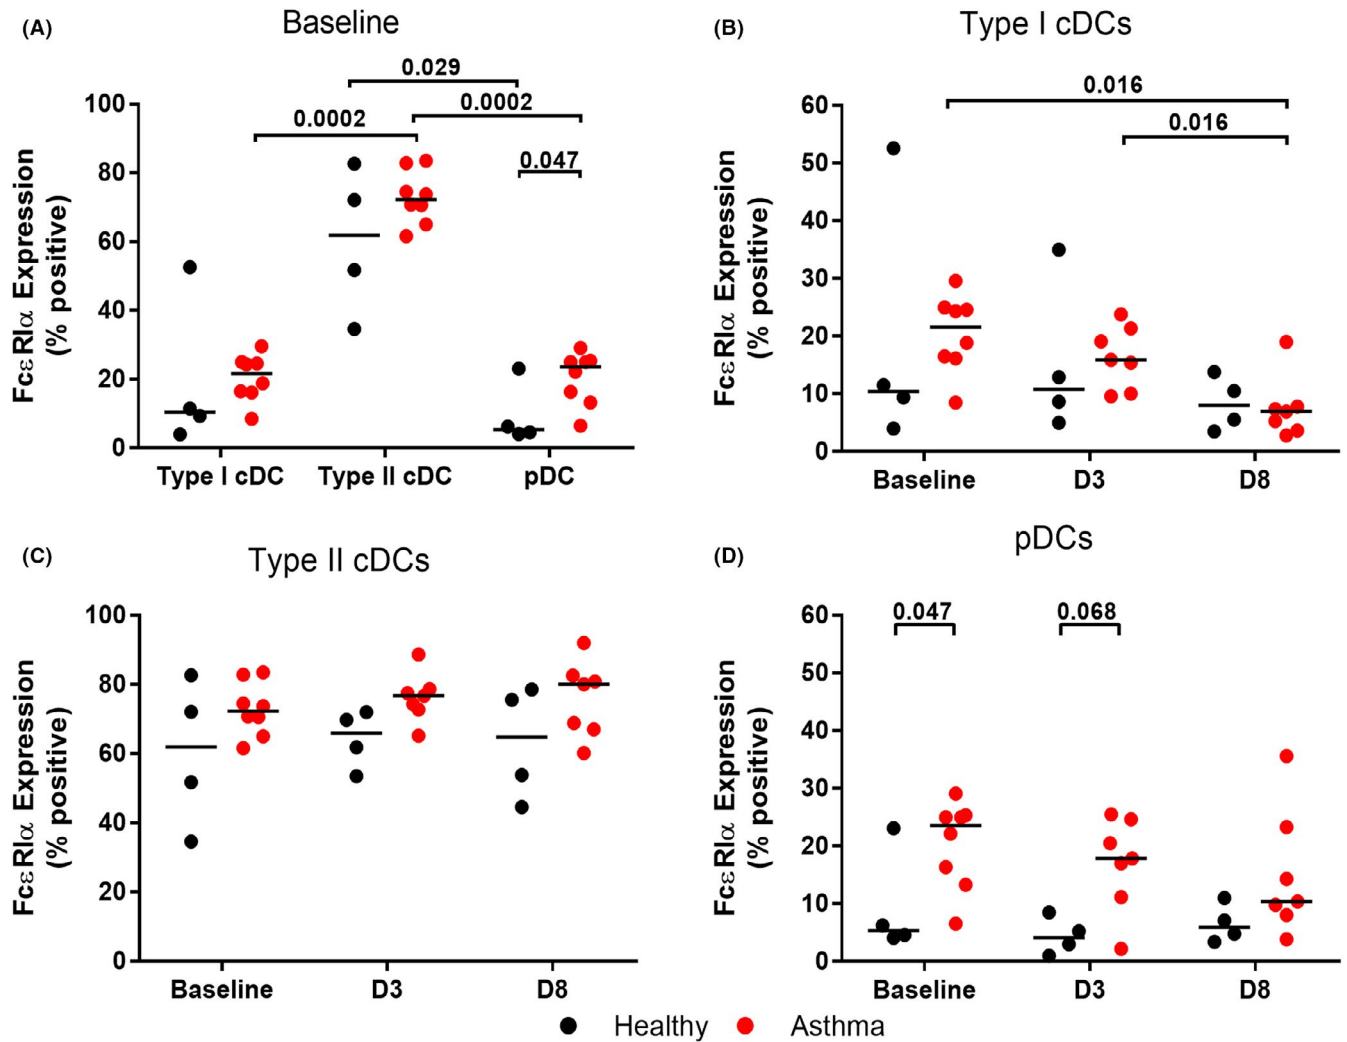 (A)
Baseline
FcεRIα Expression
(% positive)
100
80
60
40
20
0
0.029
0.0002
0.0002
0.047
Type I cDC
Type II cDC
pDC
(B)
Type I cDCs
FcεRIα Expression
(% positive)
60
50
40
30
20
10
0
0.016
0.016
Baseline
D3
D8
(C)
Type II cDCs
FcεRIα Expression
(% positive)
100
80
60
40
20
0
Baseline
D3
D8
(D)
pDCs
FcεRIα Expression
(% positive)
60
50
40
30
20
10
0
0.047
0.068
Baseline
D3
D8
Healthy
Asthma